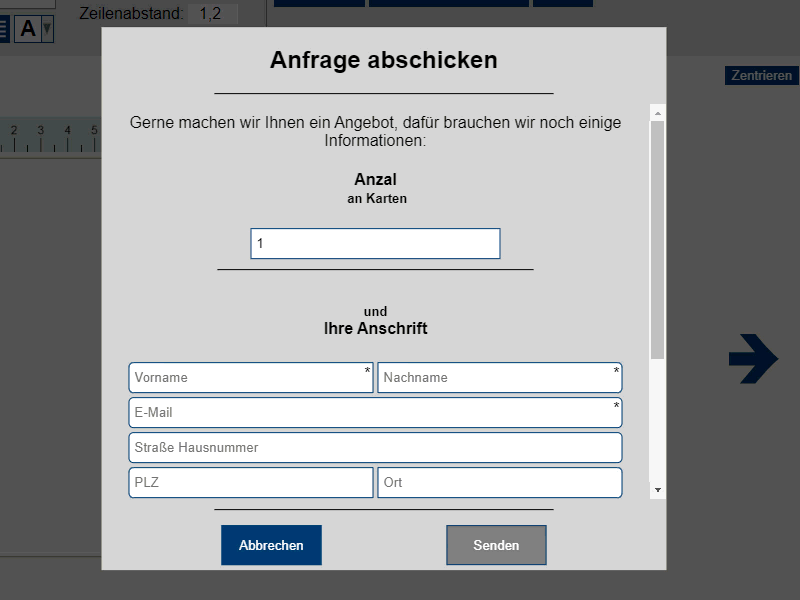 Zeilenabstand: 1,2
A
Anfrage abschicken
Zentrieren
2 3 4 5
Gerne machen wir Ihnen ein Angebot, dafür brauchen wir noch einige
Informationen:
Anzal
an Karten
1
und
Ihre Anschrift
Vorname * Nachname *
E-Mail *
Straße Hausnummer
PLZ Ort
Abbrechen Senden